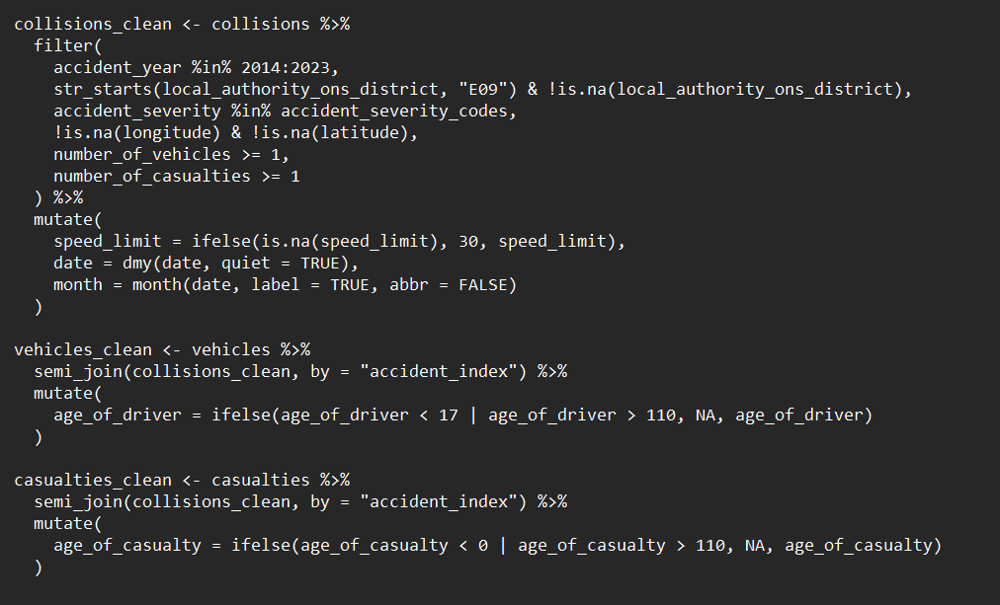 collisions_clean <- collisions %>%
  filter(
    accident_year %in% 2014:2023,
    str_starts(local_authority_ons_district, "E09") & !is.na(local_authority_ons_district),
    accident_severity %in% accident_severity_codes,
    !is.na(longitude) & !is.na(latitude),
    number_of_vehicles >= 1,
    number_of_casualties >= 1
  ) %>%
  mutate(
    speed_limit = ifelse(is.na(speed_limit), 30, speed_limit),
    date = dmy(date, quiet = TRUE),
    month = month(date, label = TRUE, abbr = FALSE)
  )

vehicles_clean <- vehicles %>%
  semi_join(collisions_clean, by = "accident_index") %>%
  mutate(
    age_of_driver = ifelse(age_of_driver < 17 | age_of_driver > 110, NA, age_of_driver)
  )

casualties_clean <- casualties %>%
  semi_join(collisions_clean, by = "accident_index") %>%
  mutate(
    age_of_casualty = ifelse(age_of_casualty < 0 | age_of_casualty > 110, NA, age_of_casualty)
  )